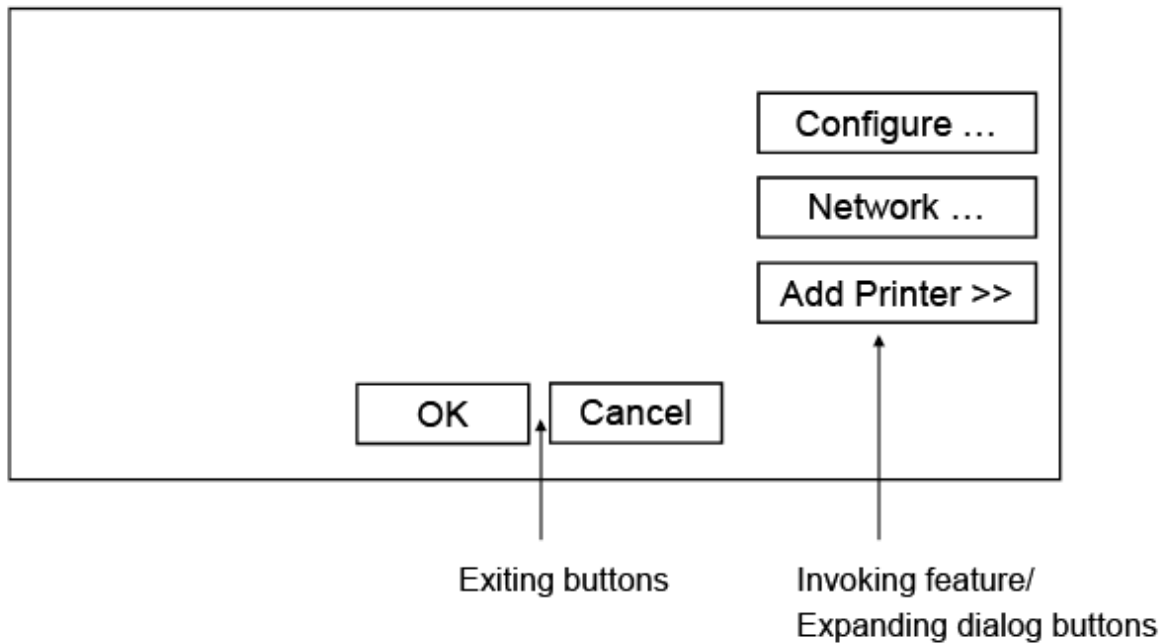 Configure …
Network …
Add Printer >>
OK
Cancel
Exiting buttons
Invoking feature/
Expanding dialog buttons